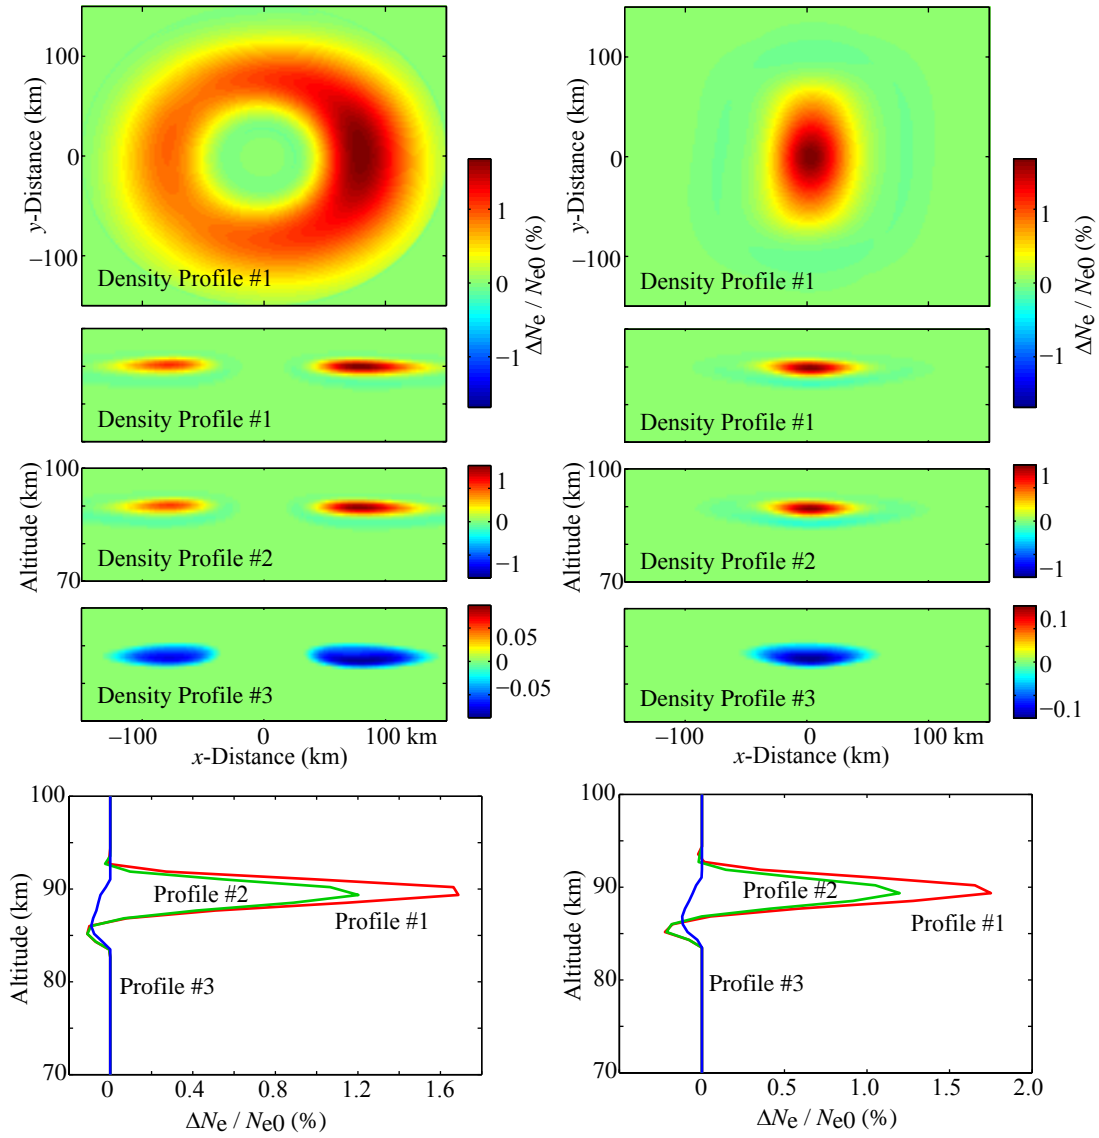 100
0
−100
y-Distance (km)
Density Profile #1
1
0
−1
ΔNe / Ne0 (%)
Density Profile #1
100
70
Altitude (km)
Density Profile #2
1
0
−1
Density Profile #3
0.05
0
−0.05
−100 0 100 km
x-Distance (km)
100
0
−100
y-Distance (km)
Density Profile #1
1
0
−1
ΔNe / Ne0 (%)
Density Profile #1
100
70
Altitude (km)
Density Profile #2
1
0
−1
Density Profile #3
0.1
0
−0.1
−100 0 100 km
x-Distance (km)
100
90
80
70
Altitude (km)
Profile #2
Profile #1
Profile #3
0 0.4 0.8 1.2 1.6
ΔNe / Ne0 (%)
100
90
80
70
Altitude (km)
Profile #2
Profile #1
Profile #3
0 0.5 1.0 1.5 2.0
ΔNe / Ne0 (%)